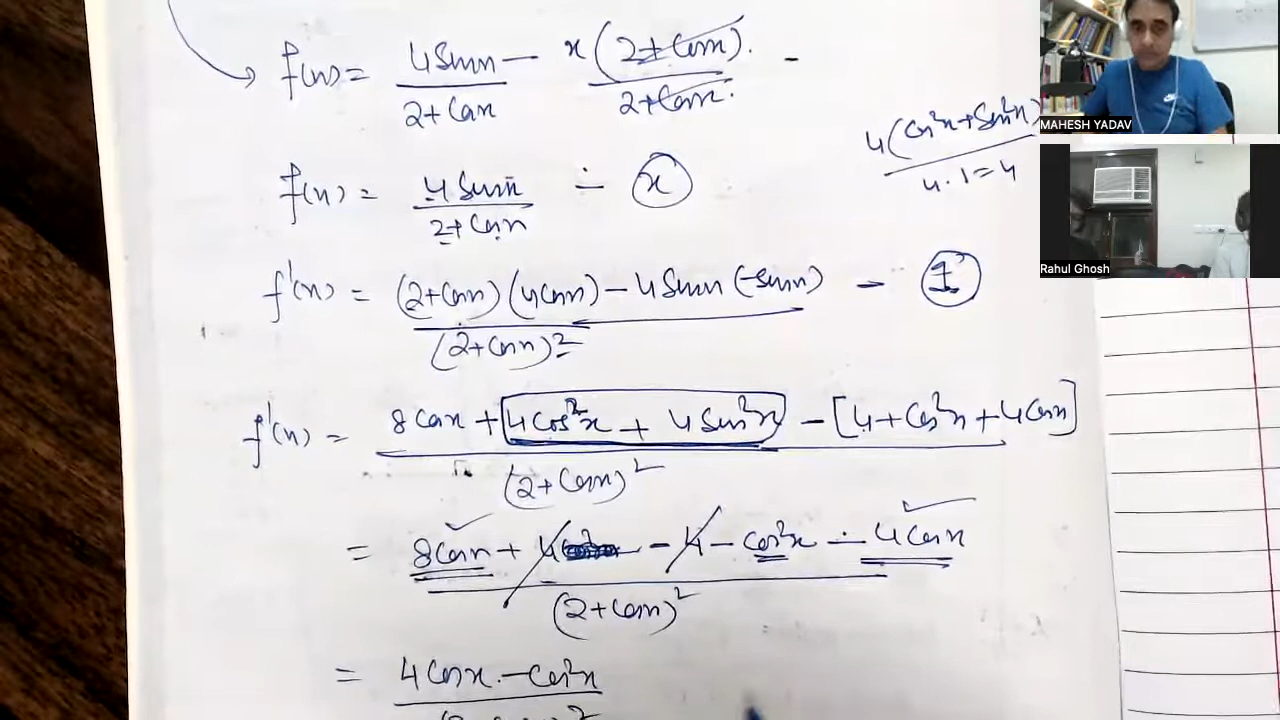 f(x) = 4Sinx / 2+Cosx - x(2+Cosx) / 2+Cosx. -
f(x) = 4Sinx / 2+Cosx - x
4(Cos²x+Sin²x)
4.1=4
f'(x) = (2+Cosx)(4Cosx) - 4Sinx(-Sinx) / (2+Cosx)² - 1
f'(x) = 8Cosx + 4Cos²x + 4Sin²x - [4+Cos²x+4Cosx] / (2+Cosx)²
= 8Cosx + 4 - 4 - Cos²x - 4Cosx / (2+Cosx)²
= 4Cosx - Cos²x
MAHESH YADAV
Rahul Ghosh